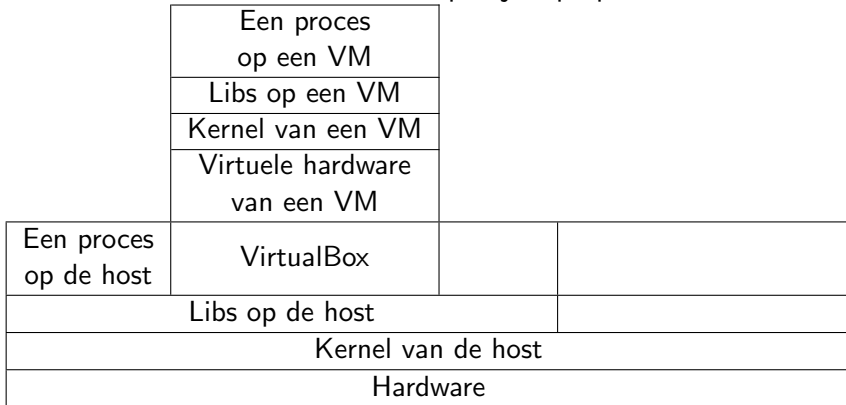 Een proces
op een VM
Libs op een VM
Kernel van een VM
Virtuele hardware
van een VM
Een proces
op de host
VirtualBox
Libs op de host
Kernel van de host
Hardware